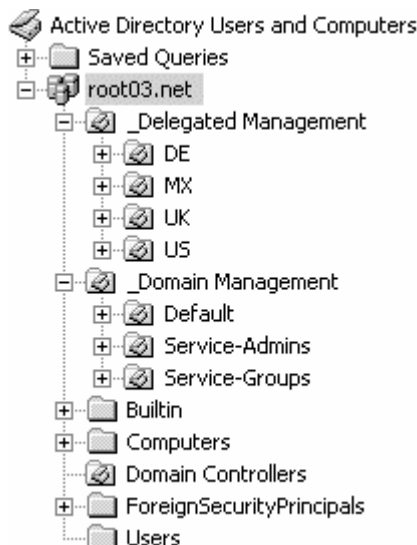 Active Directory Users and Computers
Saved Queries
root03.net
_Delegated Management
DE
MX
UK
US
_Domain Management
Default
Service-Admins
Service-Groups
Builtin
Computers
Domain Controllers
ForeignSecurityPrincipals
Users